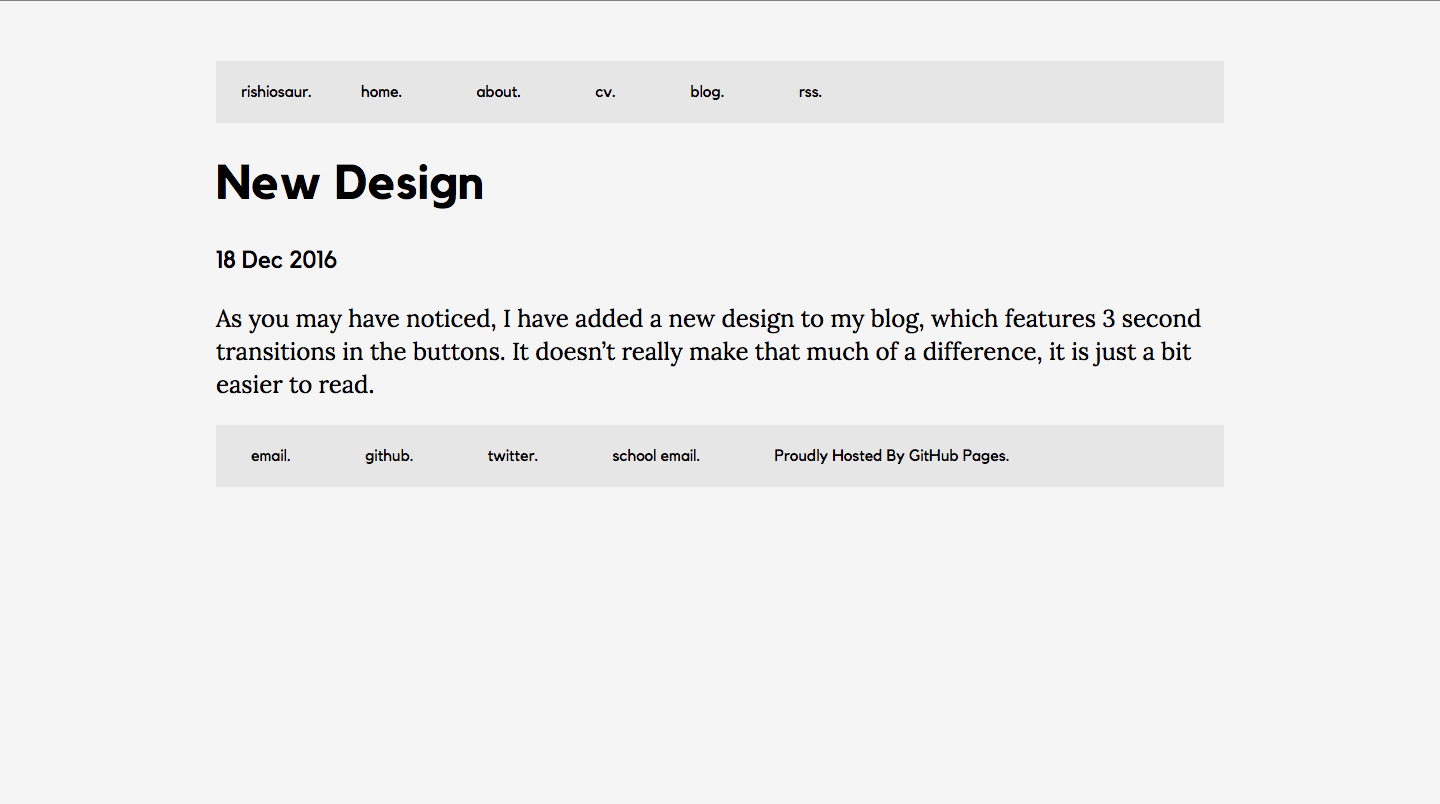 rishiosaur. home. about. cv. blog. rss.
New Design
18 Dec 2016
As you may have noticed, I have added a new design to my blog, which features 3 second
transitions in the buttons. It doesn’t really make that much of a difference, it is just a bit
easier to read.
email. github. twitter. school email. Proudly Hosted By GitHub Pages.